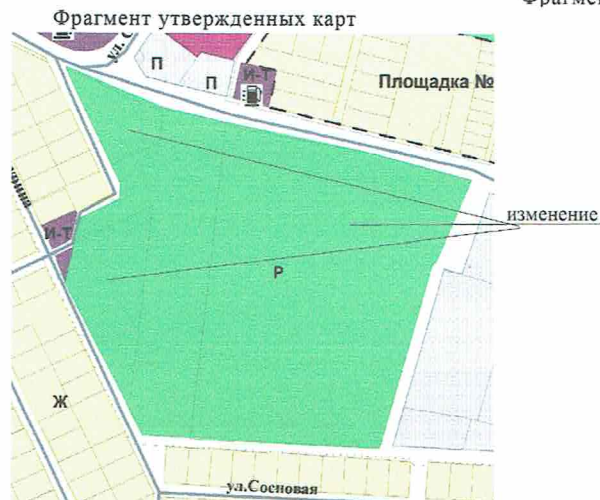 Фрагмент утвержденных карт
П
П
И-Т
Площадка №
изменение
И-Т
Р
Ж
ул.Сосновая